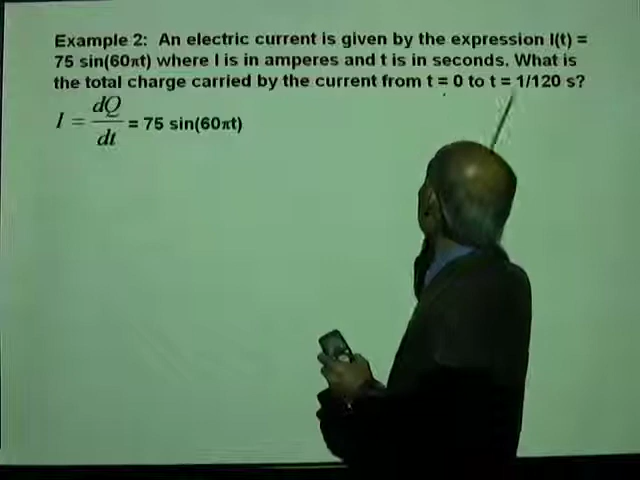 Example 2: An electric current is given by the expression I(t) =
75 sin(60πt) where I is in amperes and t is in seconds. What is
the total charge carried by the current from t = 0 to t = 1/120 s?
I = dQ/dt = 75 sin(60πt)